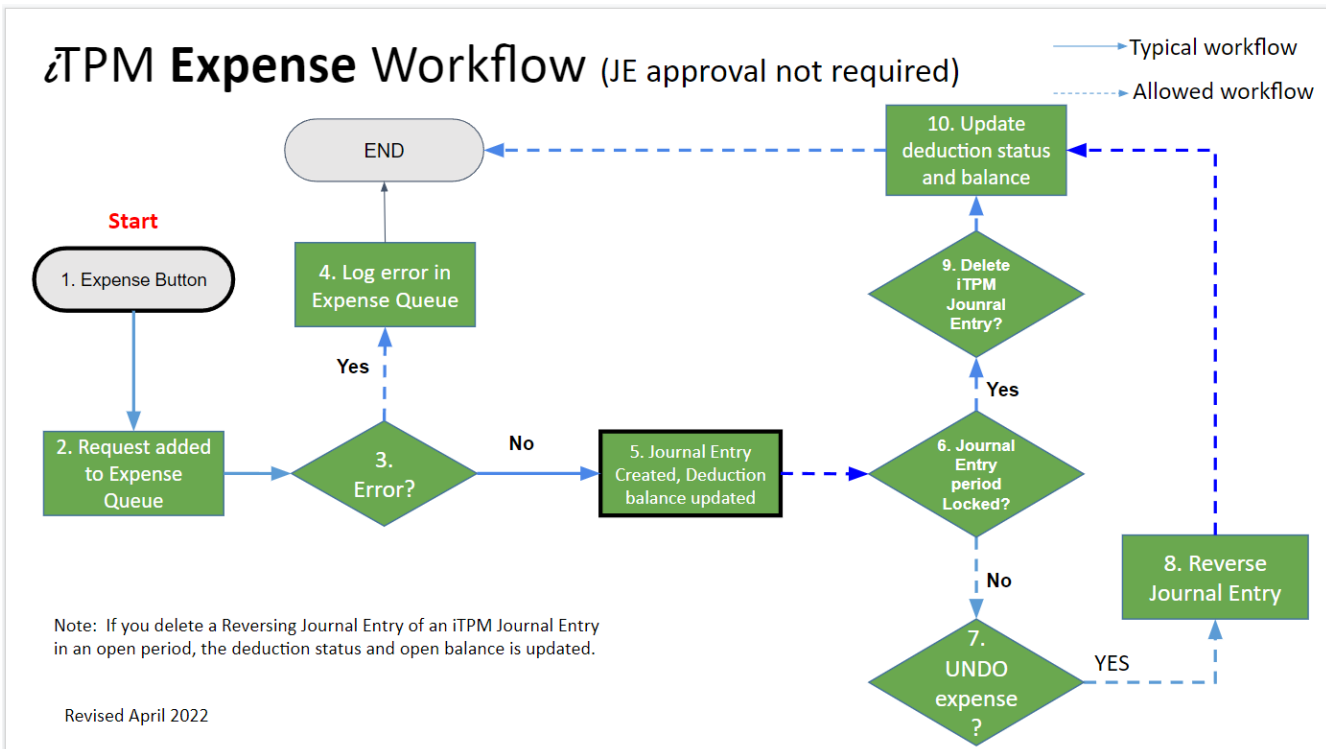 iTPM Expense Workflow (JE approval not required)
Typical workflow
Allowed workflow
END
10. Update
deduction status
and balance
Start
1. Expense Button
4. Log error in
Expense Queue
9. Delete
iTPM
Jounral
Entry?
Yes
Yes
2. Request added
to Expense
Queue
3.
Error?
No
5. Journal Entry
Created, Deduction
balance updated
6. Journal
Entry
period
Locked?
No
8. Reverse
Journal Entry
7.
UNDO
expense
?
YES
Note:  If you delete a Reversing Journal Entry of an iTPM Journal Entry
in an open period, the deduction status and open balance is updated.
Revised April 2022